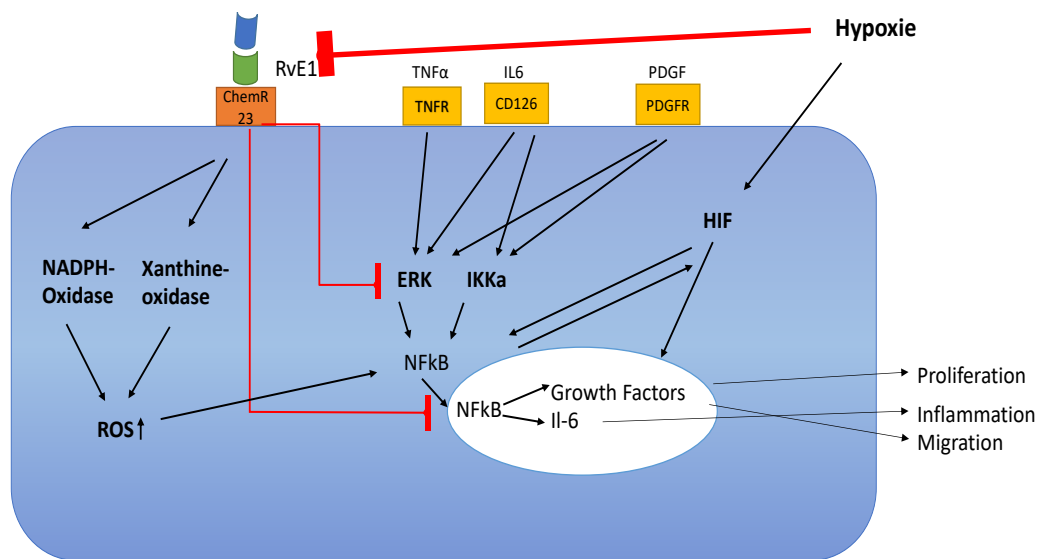 Hypoxie
RvE1
TNFα
IL6
PDGF
ChemR
23
TNFR
CD126
PDGFR
HIF
NADPH-
Oxidase
Xanthine-
oxidase
ERK
IKKa
NFkB
Growth Factors
NFkB
Il-6
ROS
Proliferation
Inflammation
Migration